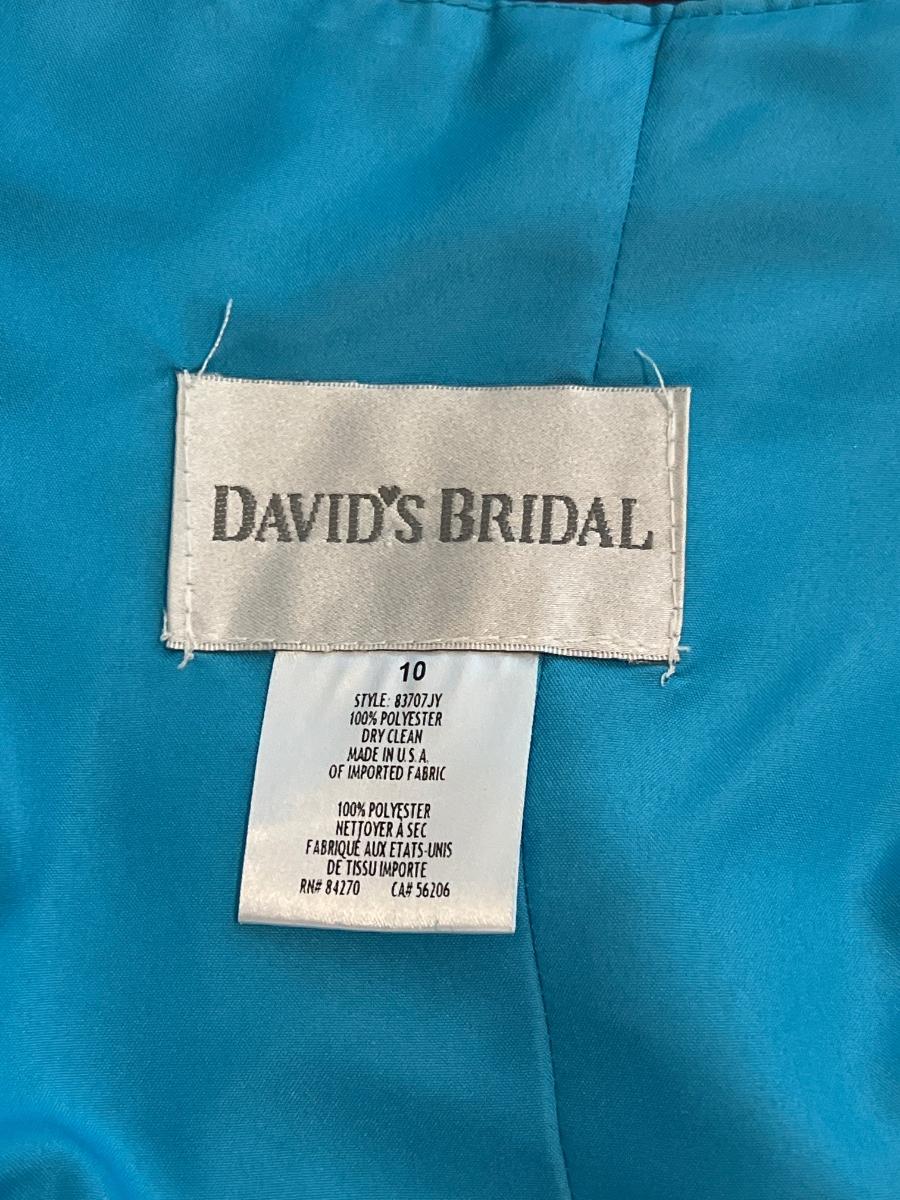 DAVID'S BRIDAL
10
STYLE: 83707JY
100% POLYESTER
DRY CLEAN
MADE IN U.S.A.
OF IMPORTED FABRIC
100% POLYESTER
NETTOYER À SEC
FABRIQUÉ AUX ETATS-UNIS
DE TISSU IMPORTE
RN# 84270 CA# 56206